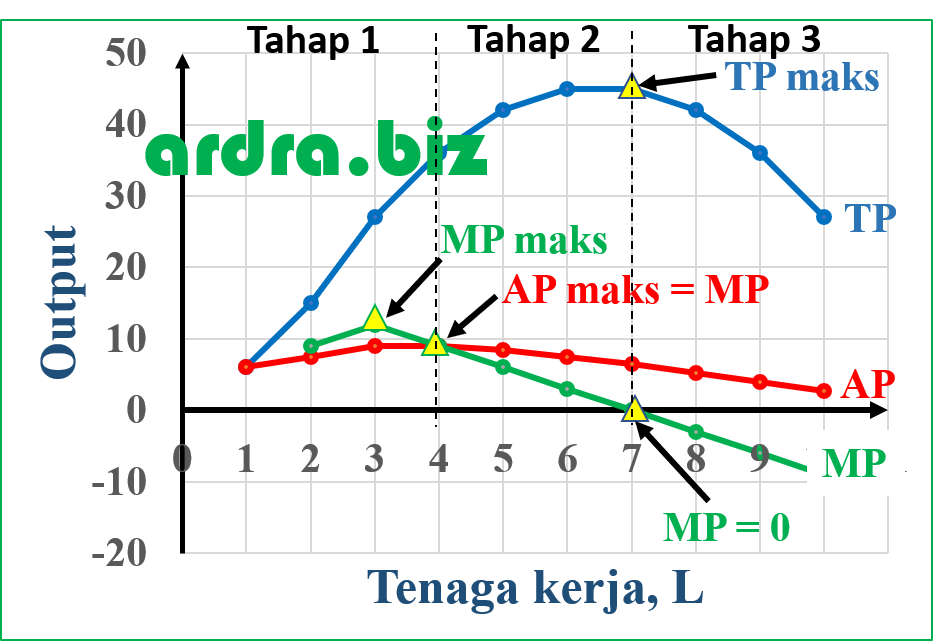 Tahap 1
Tahap 2
Tahap 3
50
TP maks
40
ardra.biz
30
TP
MP maks
20
AP maks = MP
Output
10
AP
0
0 1 2 3 4 5 6 7 8 9
MP
-10
MP = 0
-20
Tenaga kerja, L